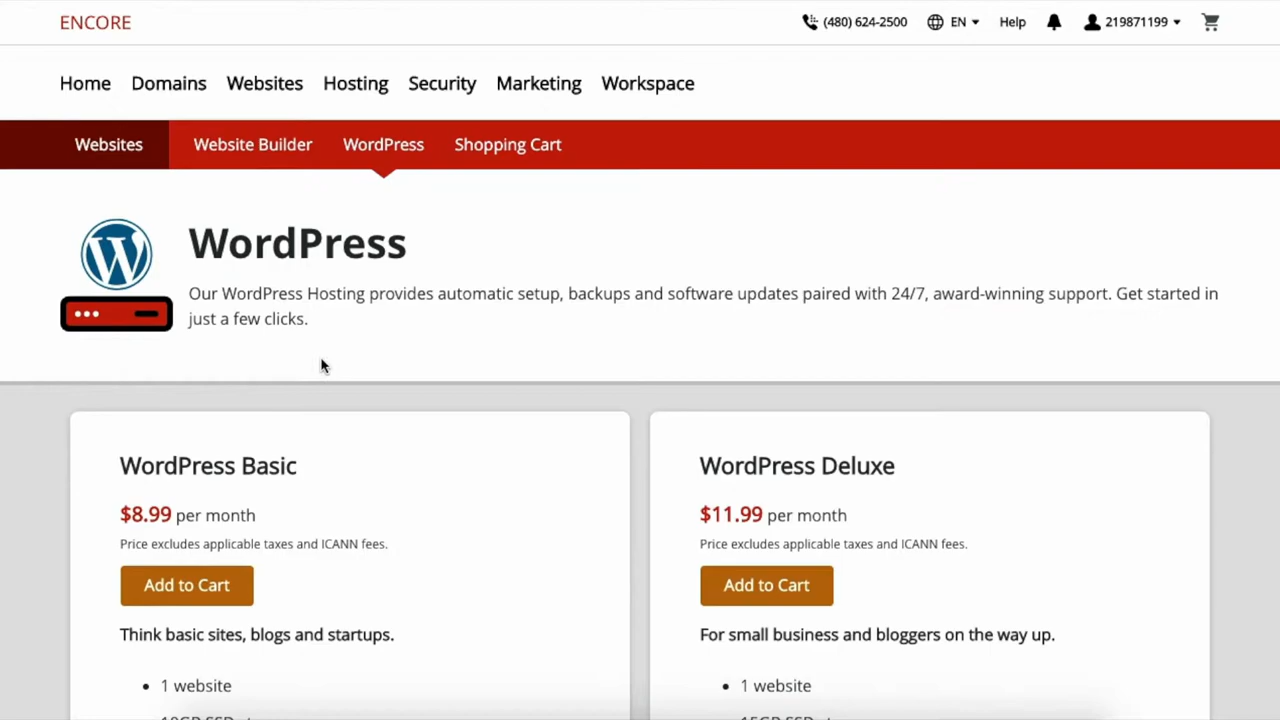 ENCORE
(480) 624-2500
EN
Help
219871199
Home Domains Websites Hosting Security Marketing Workspace
Websites Website Builder WordPress Shopping Cart
WordPress
Our WordPress Hosting provides automatic setup, backups and software updates paired with 24/7, award-winning support. Get started in
just a few clicks.
WordPress Basic
$8.99 per month
Price excludes applicable taxes and ICANN fees.
Add to Cart
Think basic sites, blogs and startups.
• 1 website
WordPress Deluxe
$11.99 per month
Price excludes applicable taxes and ICANN fees.
Add to Cart
For small business and bloggers on the way up.
• 1 website